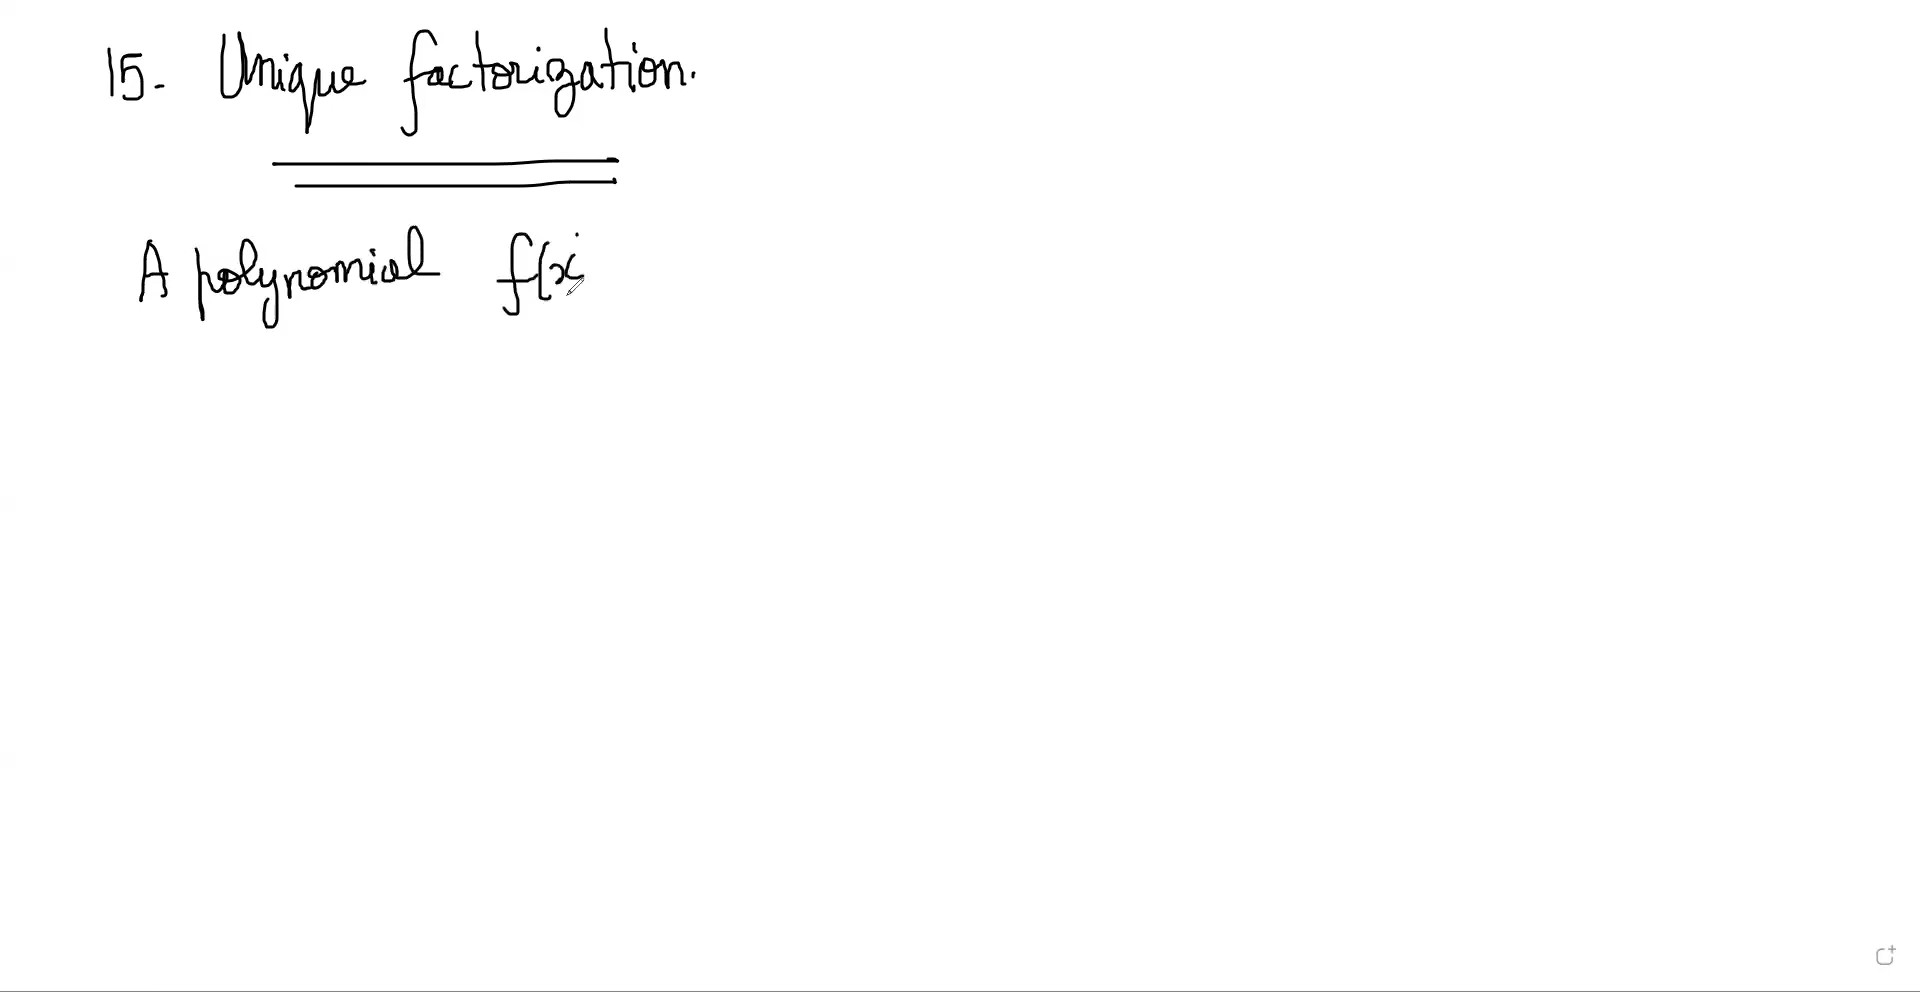 15. Unique factorization.
A polynomial f(x